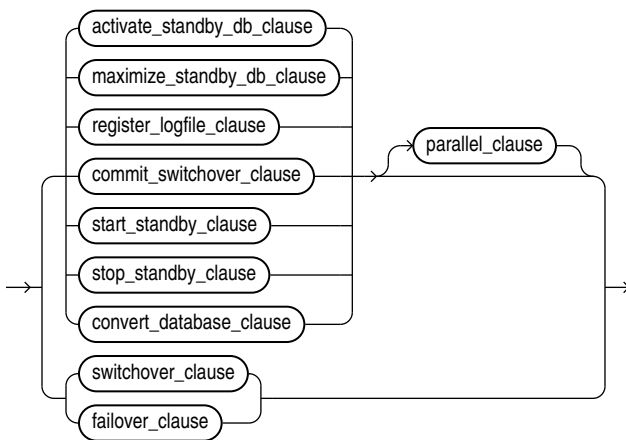 activate_standby_db_clause
maximize_standby_db_clause
register_logfile_clause
parallel_clause
commit_switchover_clause
start_standby_clause
stop_standby_clause
convert_database_clause
switchover_clause
failover_clause